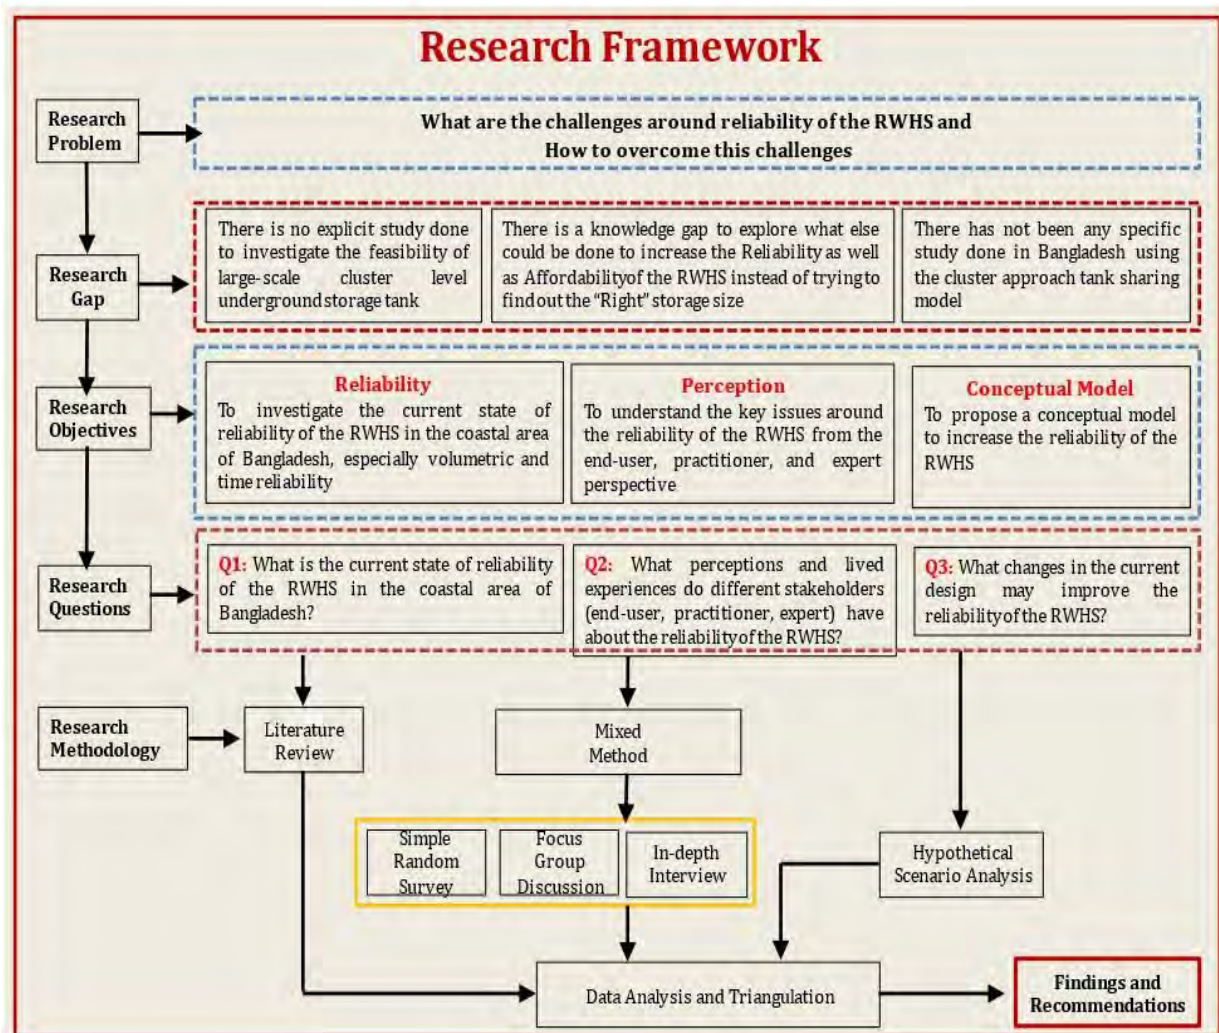 Research Framework
Research
Problem
What are the challenges around reliability of the RWHS and
How to overcome this challenges
Research
Gap
There is no explicit study done
to investigate the feasibility of
large-scale cluster level
underground storage tank
There is a knowledge gap to explore what else
could be done to increase the Reliability as well
as Affordabilityof the RWHS instead of trying to
find out the “Right” storage size
There has not been any specific
study done in Bangladesh using
the cluster approach tank sharing
model
Research
Objectives
Reliability
To investigate the current state of
reliability of the RWHS in the coastal area
of Bangladesh, especially volumetric and
time reliability
Perception
To understand the key issues around
the reliability of the RWHS from the
end-user, practitioner, and expert
perspective
Conceptual Model
To propose a conceptual model
to increase the reliability of the
RWHS
Research
Questions
Q1: What is the current state of reliability
of the RWHS in the coastal area of
Bangladesh?
Q2: What perceptions and
lived experiences do different stakeholders
(end-user, practitioner, expert) have
about the reliability of the RWHS?
Q3: What changes in the current
design may improve the
reliability of the RWHS?
Research
Methodology
Literature
Review
Mixed
Method
Simple
Random
Survey
Focus
Group
Discussion
In-depth
Interview
Hypothetical
Scenario Analysis
Data Analysis and Triangulation
Findings and
Recommendations